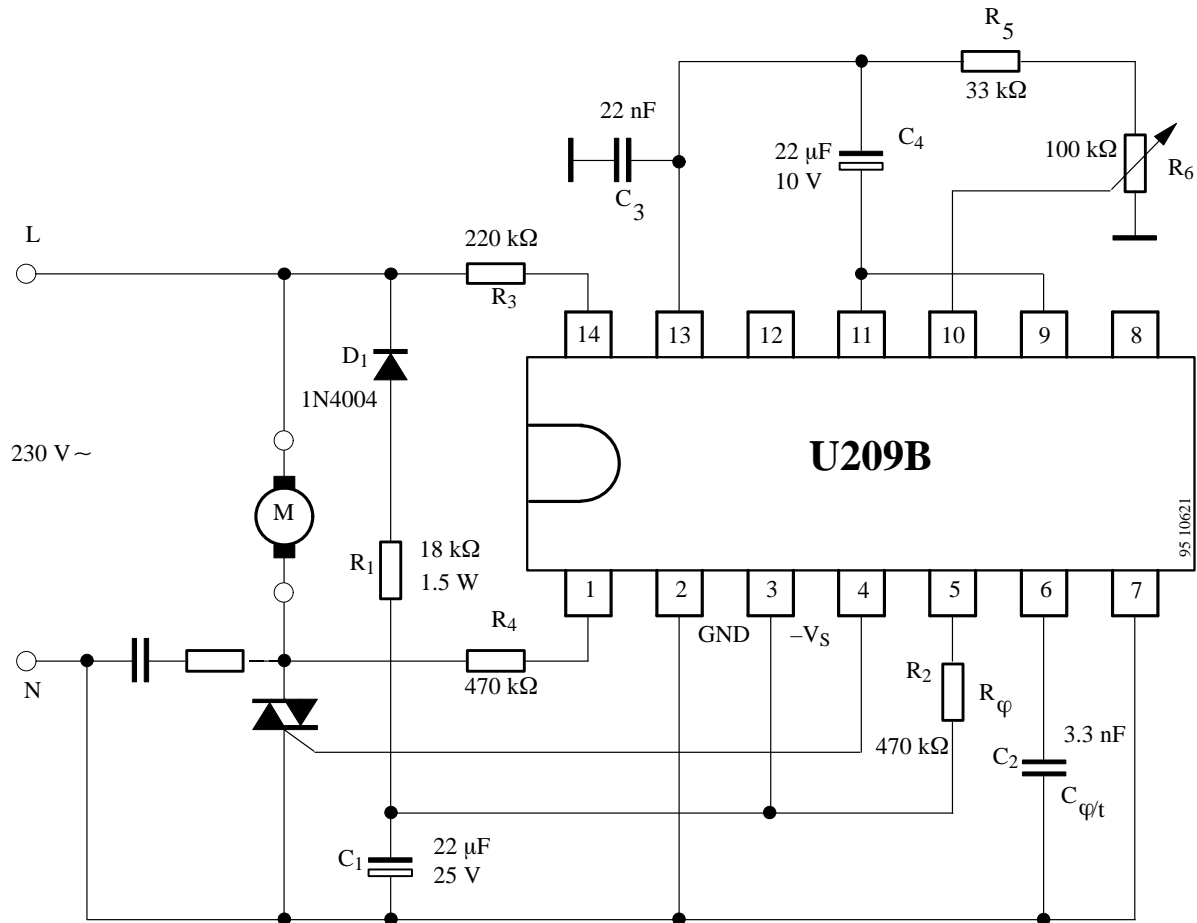 R5
33 kΩ
22 nF
C3
22 μF
10 V
C4
100 kΩ
R6
L
220 kΩ
R3
14
13
12
11
10
9
8
D1
1N4004
230 V~
U209B
95 10621
M
R1
18 kΩ
1.5 W
1
2
3
4
5
6
7
GND
–VS
R4
470 kΩ
N
R2
Rφ
470 kΩ
3.3 nF
C2
Cφ/t
C1
22 μF
25 V